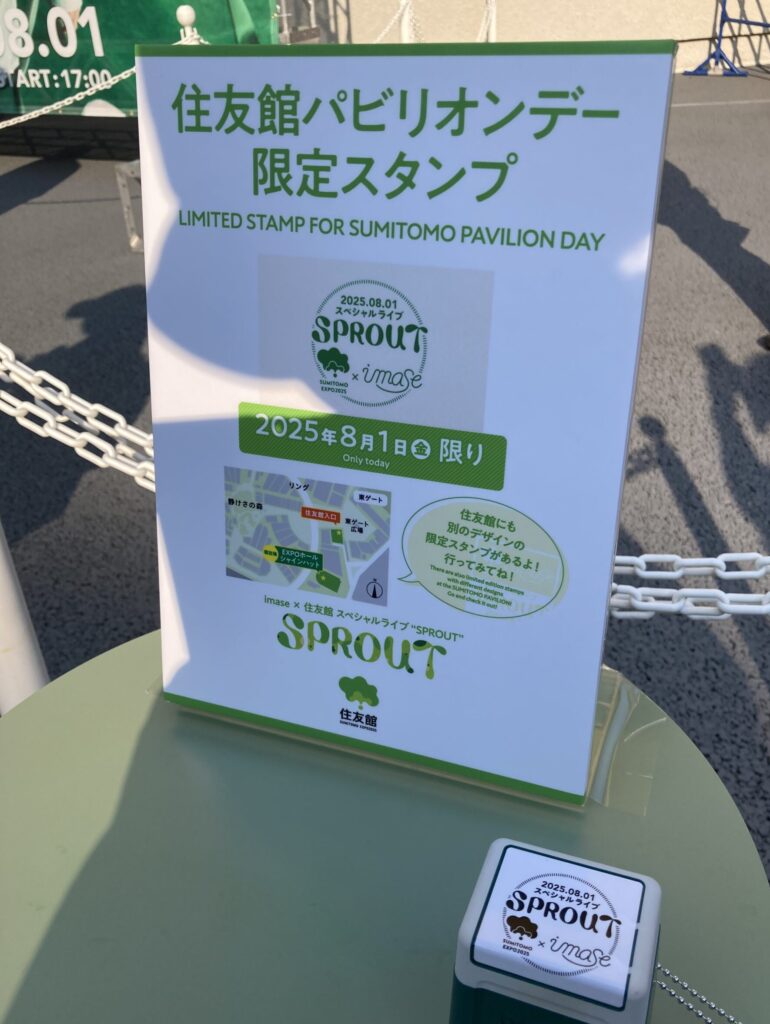 8.01
START:17:00
住友館パビリオンデー
限定スタンプ
LIMITED STAMP FOR SUMITOMO PAVILION DAY
2025.08.01
スペシャルライブ
SPROUT
SUMITOMO
EXPO2025
× imase
2025年8月1日金限り
Only today
リング
東ゲート
静けさの森
住友館入口
東ゲート
広場
EXPOホール
シャインハット
住友館にも
別のデザインの
限定スタンプがあるよ!
行ってみてね!
There are also limited edition stamps
with different designs
at the SUMITOMO PAVILION!
Go and check it out!
imase × 住友館 スペシャルライブ "SPROUT"
SPROUT
住友館
SUMITOMO EXPO2025
2025.08.01
スペシャルライブ
SPROUT
SUMITOMO
EXPO2025
× imase